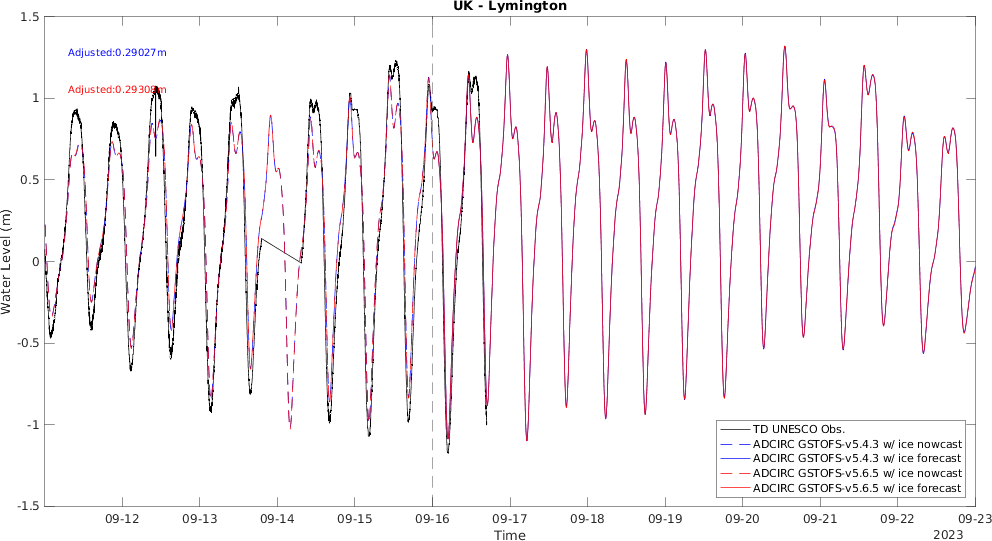 UK - Lymington
1.5
1
0.5
0
-0.5
-1
-1.5
Water Level (m)
Adjusted:0.29027m
Adjusted:0.29308m
TD UNESCO Obs.
ADCIRC GSTOFS-v5.4.3 w/ ice nowcast
ADCIRC GSTOFS-v5.4.3 w/ ice forecast
ADCIRC GSTOFS-v5.6.5 w/ ice nowcast
ADCIRC GSTOFS-v5.6.5 w/ ice forecast
09-12 09-13 09-14 09-15 09-16 09-17 09-18 09-19 09-20 09-21 09-22 09-23
Time
2023